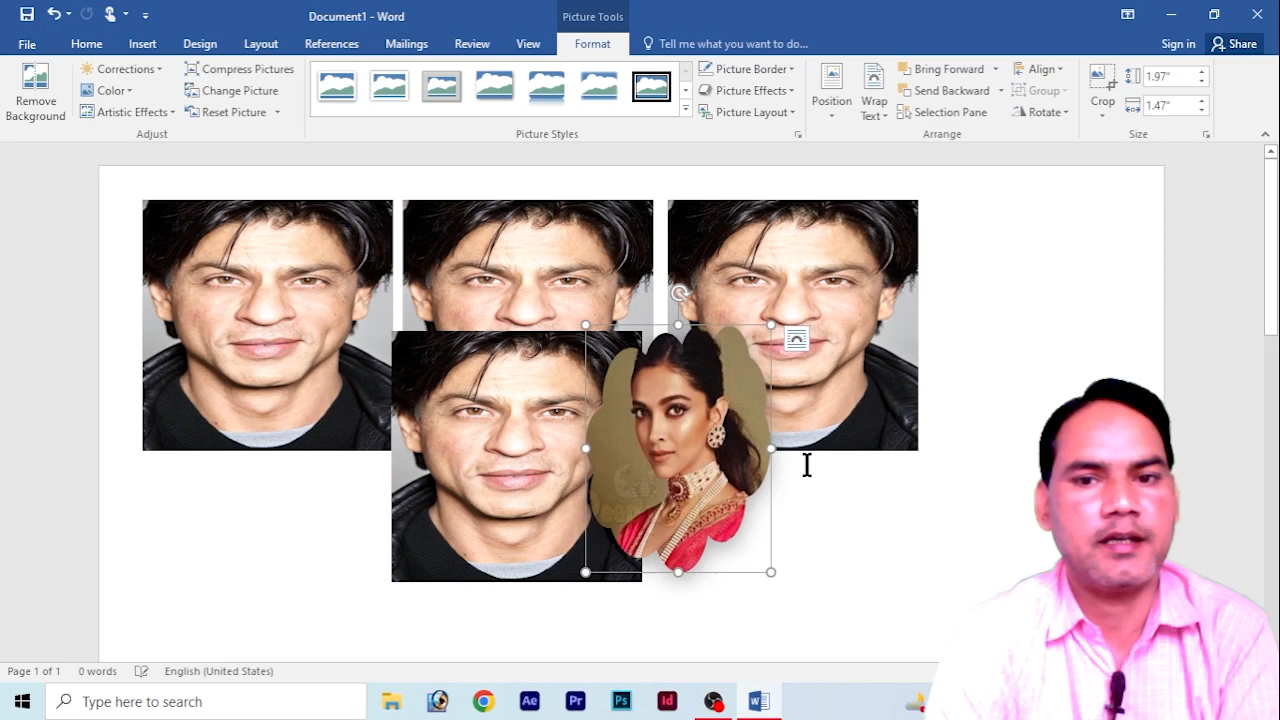 Document1 - Word
Picture Tools
File
Home
Insert
Design
Layout
References
Mailings
Review
View
Format
Tell me what you want to do...
Sign in
Share
Remove
Background
Corrections
Color
Artistic Effects
Compress Pictures
Change Picture
Reset Picture
Adjust
Picture Styles
Picture Border
Picture Effects
Picture Layout
Position
Wrap
Text
Bring Forward
Send Backward
Selection Pane
Align
Group
Rotate
Arrange
Crop
1.97"
1.47"
Size
Page 1 of 1
0 words
English (United States)
Type here to search
Ae
Pr
Ps
Id